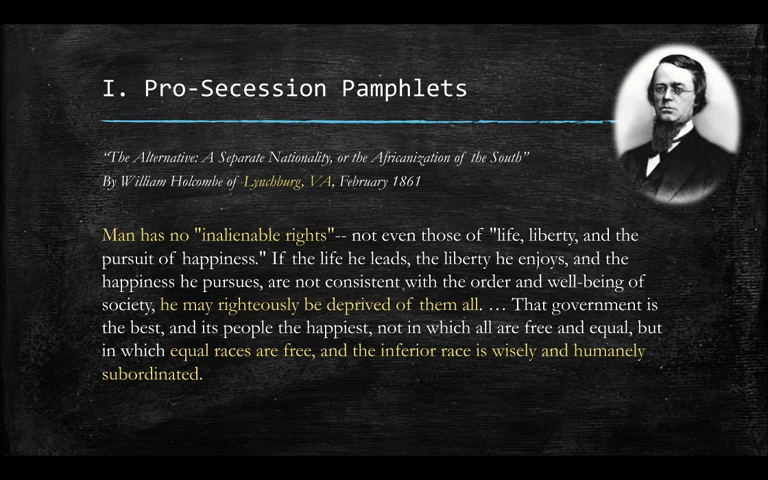 I. Pro-Secession Pamphlets
“The Alternative: A Separate Nationality, or the Africanization of the South”
By William Holcombe of Lynchburg, VA, February 1861
Man has no "inalienable rights"-- not even those of "life, liberty, and the
pursuit of happiness." If the life he leads, the liberty he enjoys, and the
happiness he pursues, are not consistent with the order and well-being of
society, he may righteously be deprived of them all. … That government is
the best, and its people the happiest, not in which all are free and equal, but
in which equal races are free, and the inferior race is wisely and humanely
subordinated.